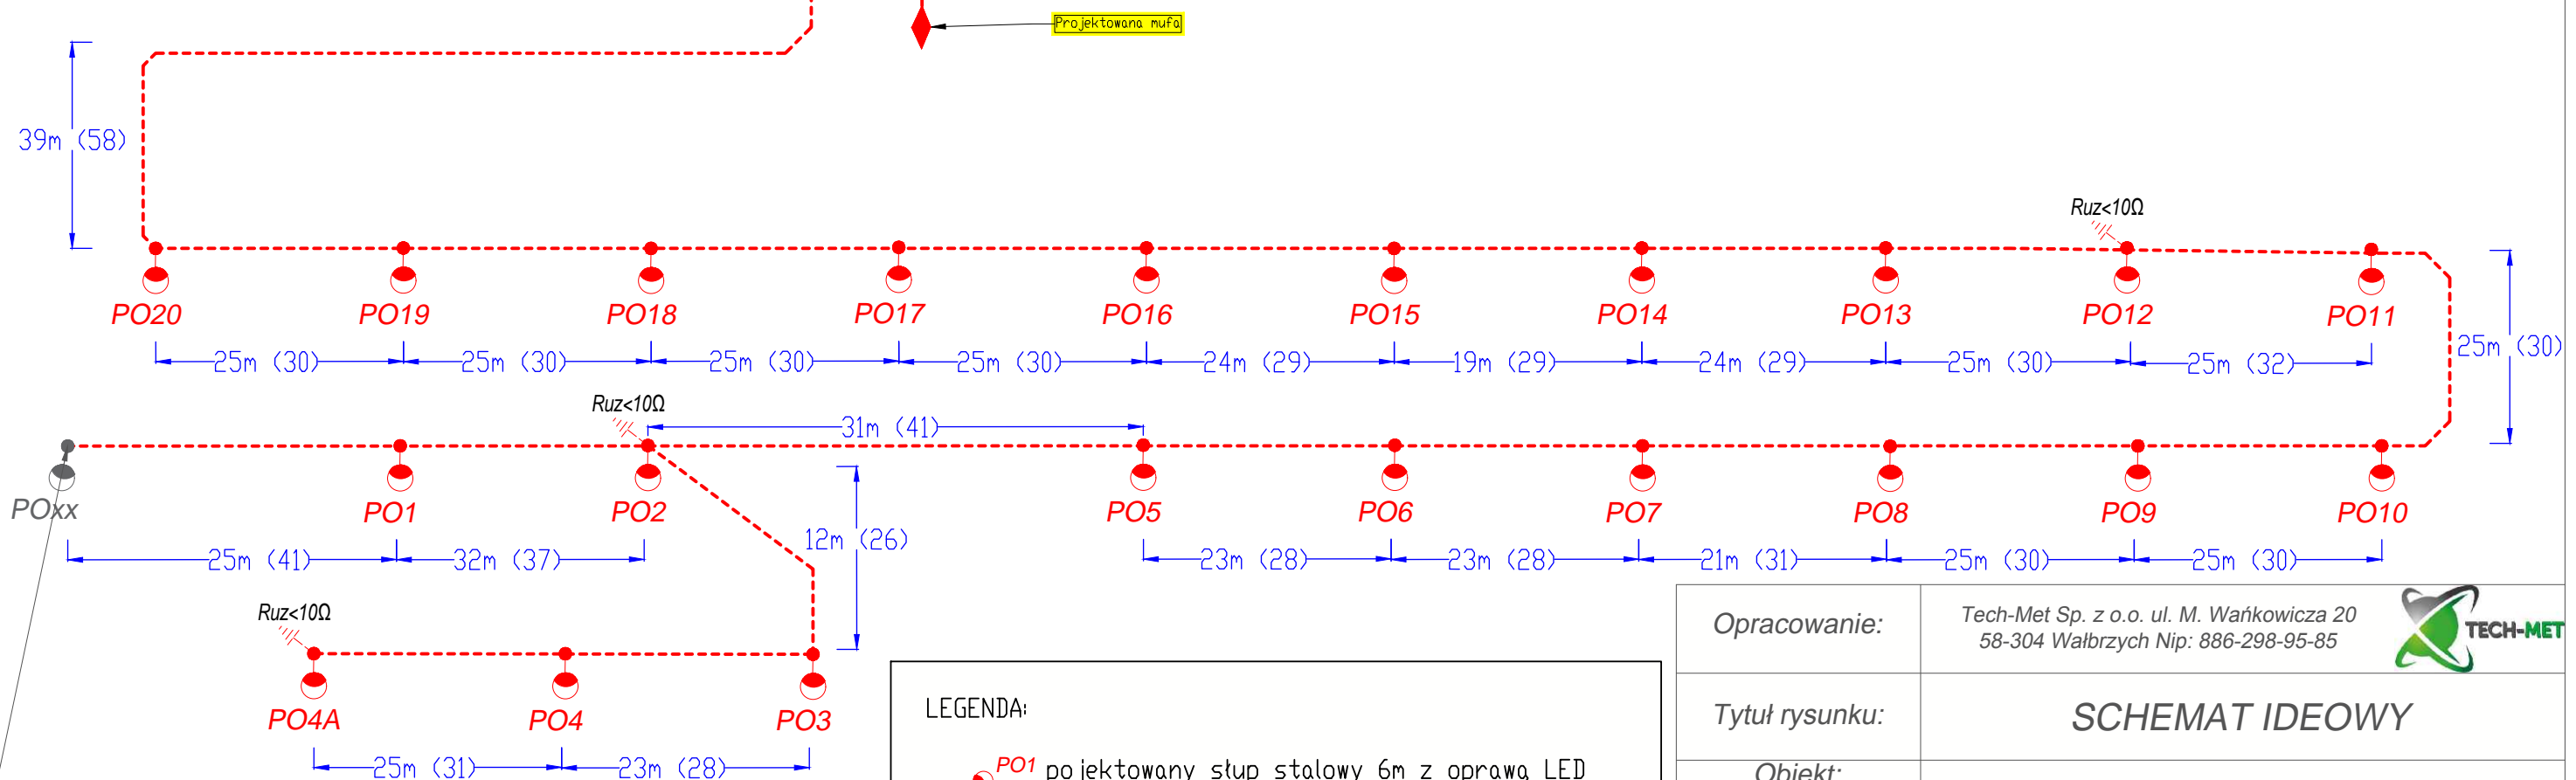 Projektowana mufa
39m (58)
Ruz<10Ω
PO20 PO19 PO18 PO17 PO16 PO15 PO14 PO13 PO12 PO11
25m (30) 25m (30) 25m (30) 25m (30) 24m (29) 19m (29) 24m (29) 25m (30) 25m (32)
25m (30)
Ruz<10Ω
31m (41)
POxx PO1 PO2 PO5 PO6 PO7 PO8 PO9 PO10
12m (26)
25m (41) 32m (37) 23m (28) 23m (28) 21m (31) 25m (30) 25m (30)
Ruz<10Ω
PO4A PO4 PO3
25m (31) 23m (28)
LEGENDA:
PO1 pojektowany słup stalowy 6m z oprawą LED
Opracowanie:
Tech-Met Sp. z o.o. ul. M. Wańkowicza 20
58-304 Wałbrzych Nip: 886-298-95-85
TECH-MET
Tytuł rysunku:
SCHEMAT IDEOWY
Obiekt: